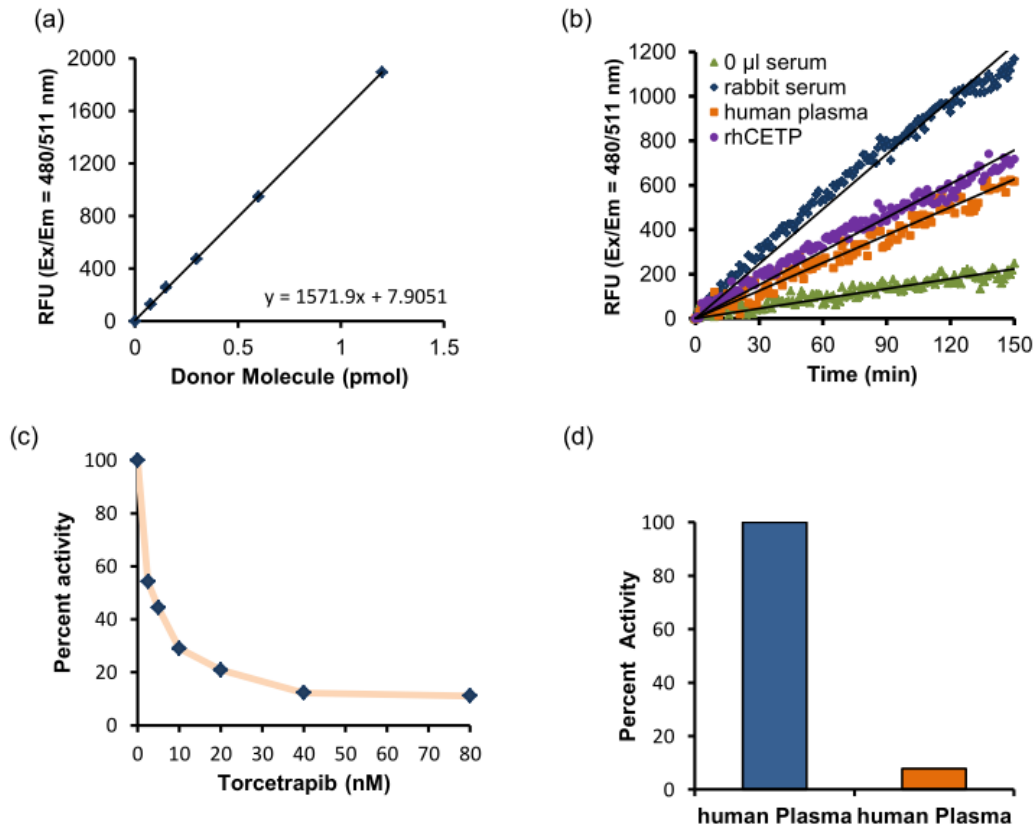 (a)
RFU (Ex/Em = 480/511 nm)
2000
1600
1200
800
400
0
y = 1571.9x + 7.9051
0
0.5
1
1.5
Donor Molecule (pmol)
(b)
RFU (Ex/Em = 480/511 nm)
1200
1000
800
600
400
200
0
0 µl serum
rabbit serum
human plasma
rhCETP
0
30
60
90
120
150
Time (min)
(c)
Percent activity
100
80
60
40
20
0
0
10
20
30
40
50
60
70
80
Torcetrapib (nM)
(d)
Percent Activity
100
80
60
40
20
0
human Plasma
human Plasma